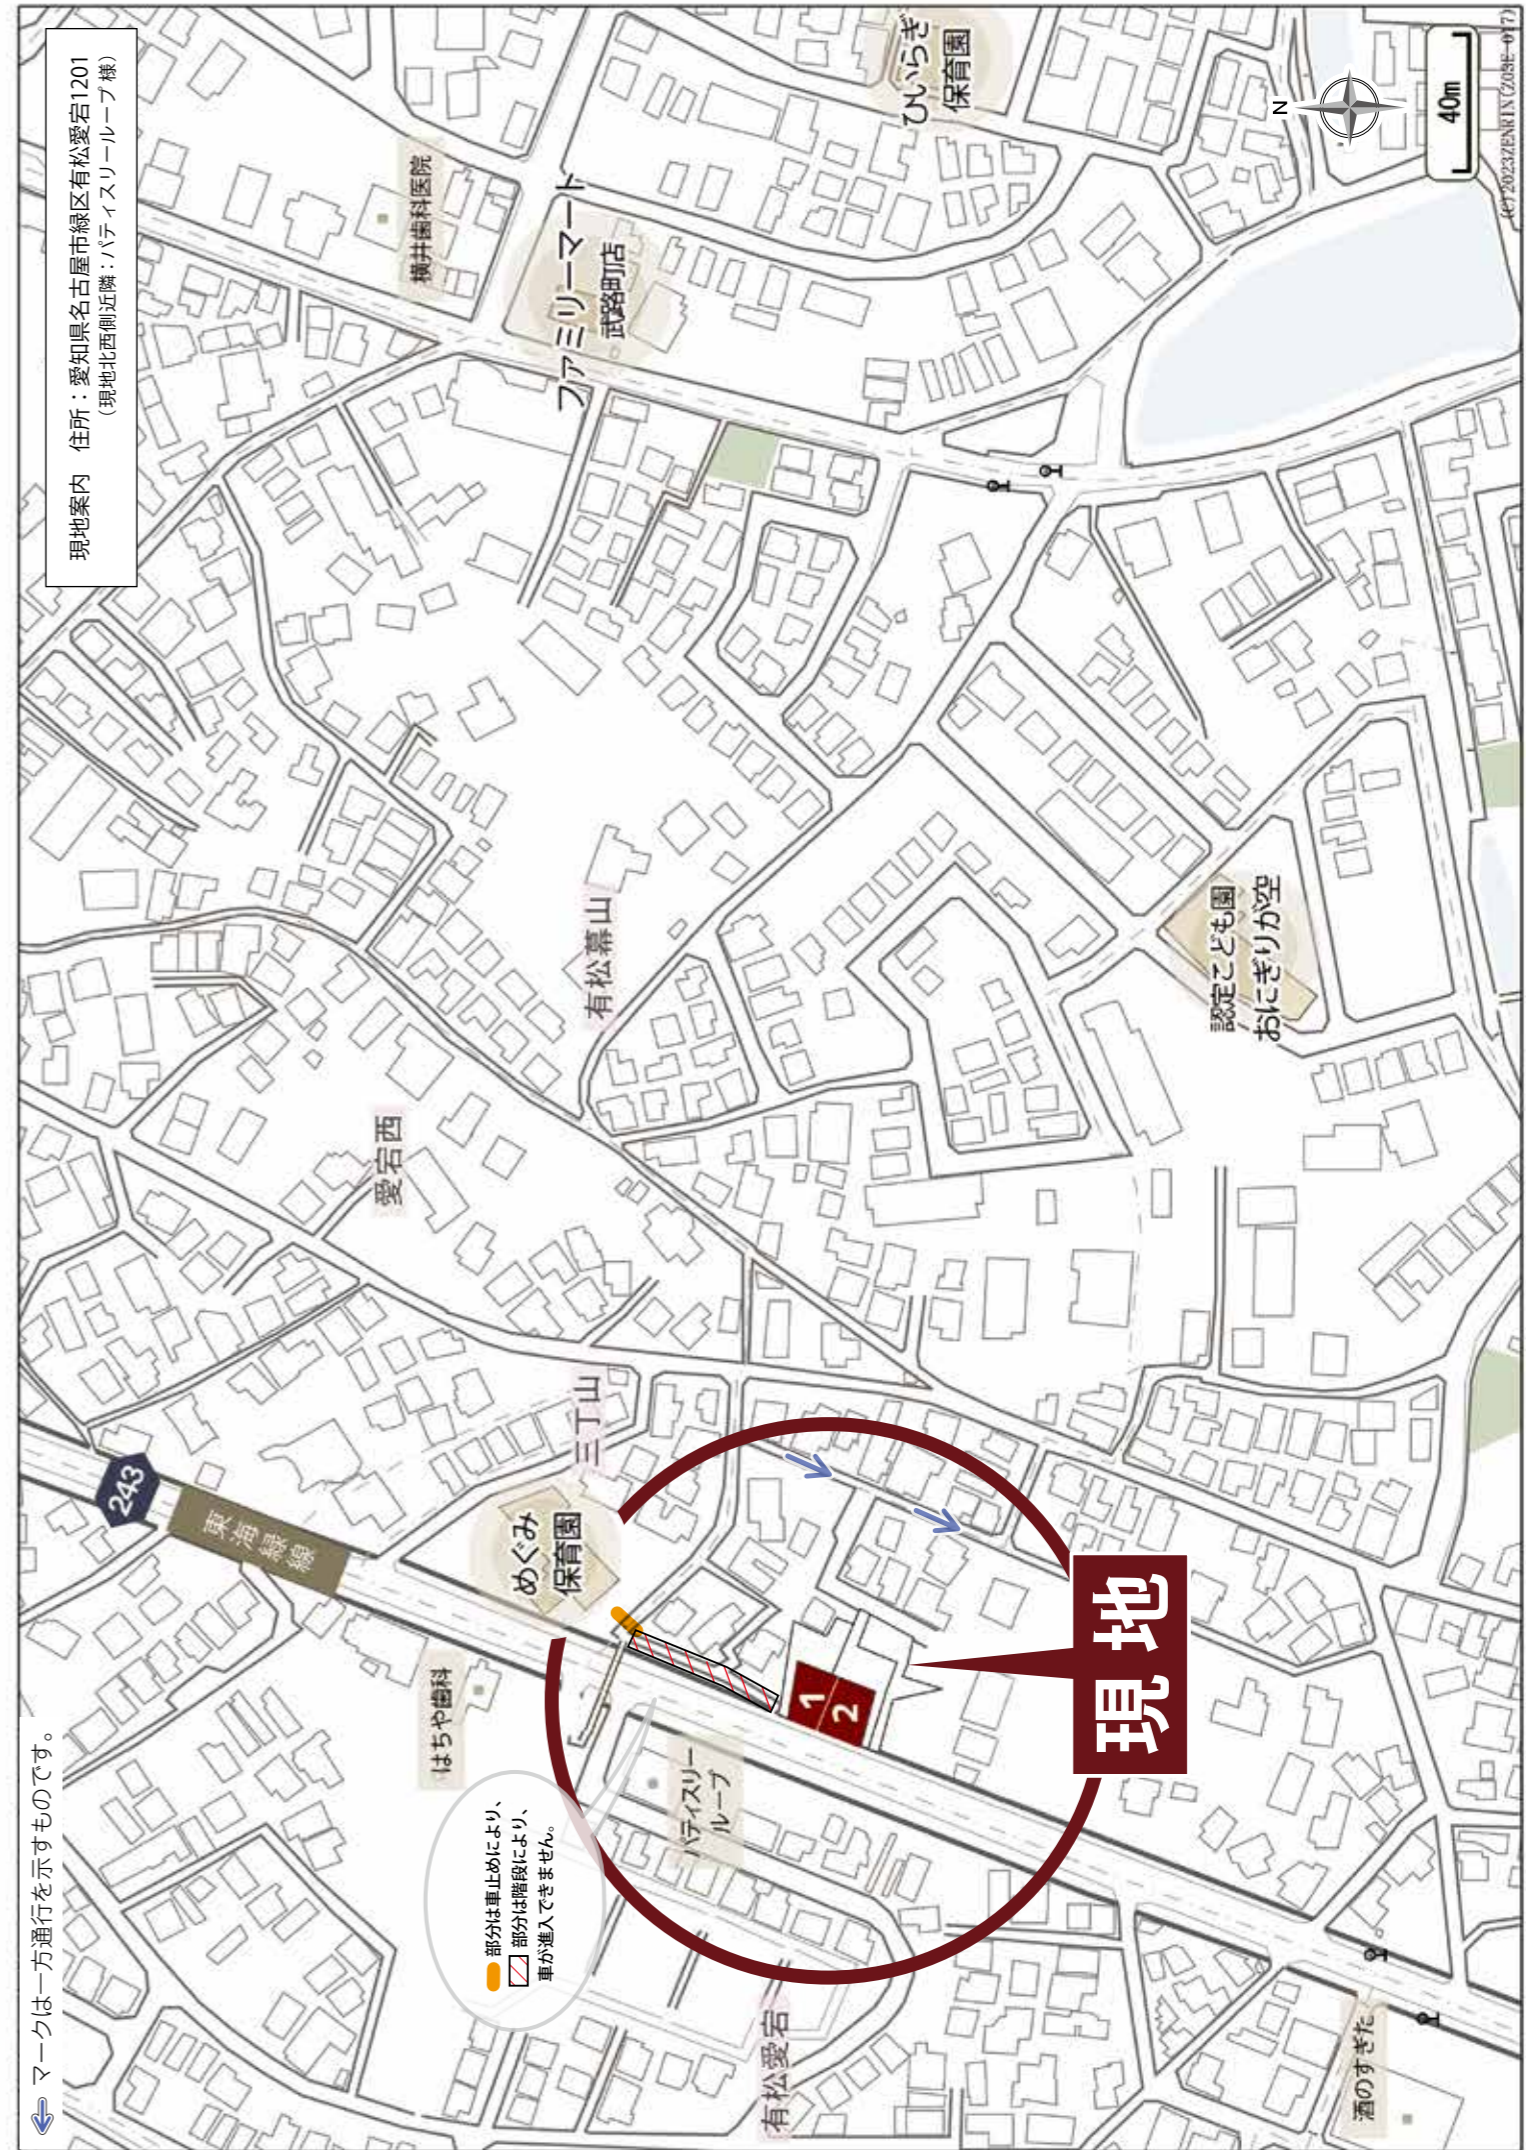 ← マークは一方通行を示すものです。
現地案内　住所：愛知県名古屋市緑区有松愛宕1201
（現地北西側近隣：パティスリーループ 様）
243
東海緑線
はちや歯科
めぐみ
保育園
三丁山
愛宕西
有松幕山
横井歯科医院
ファミリーマート
武路町店
ひいらぎ
保育園
部分は車止めにより、
部分は階段により、
車が進入できません。
パティスリー
ループ
1
2
現地
有松愛宕
酒のすぎた
認定こども園
おにぎりが空
N
40m
(C)2023ZENRIN(Z03E-017)